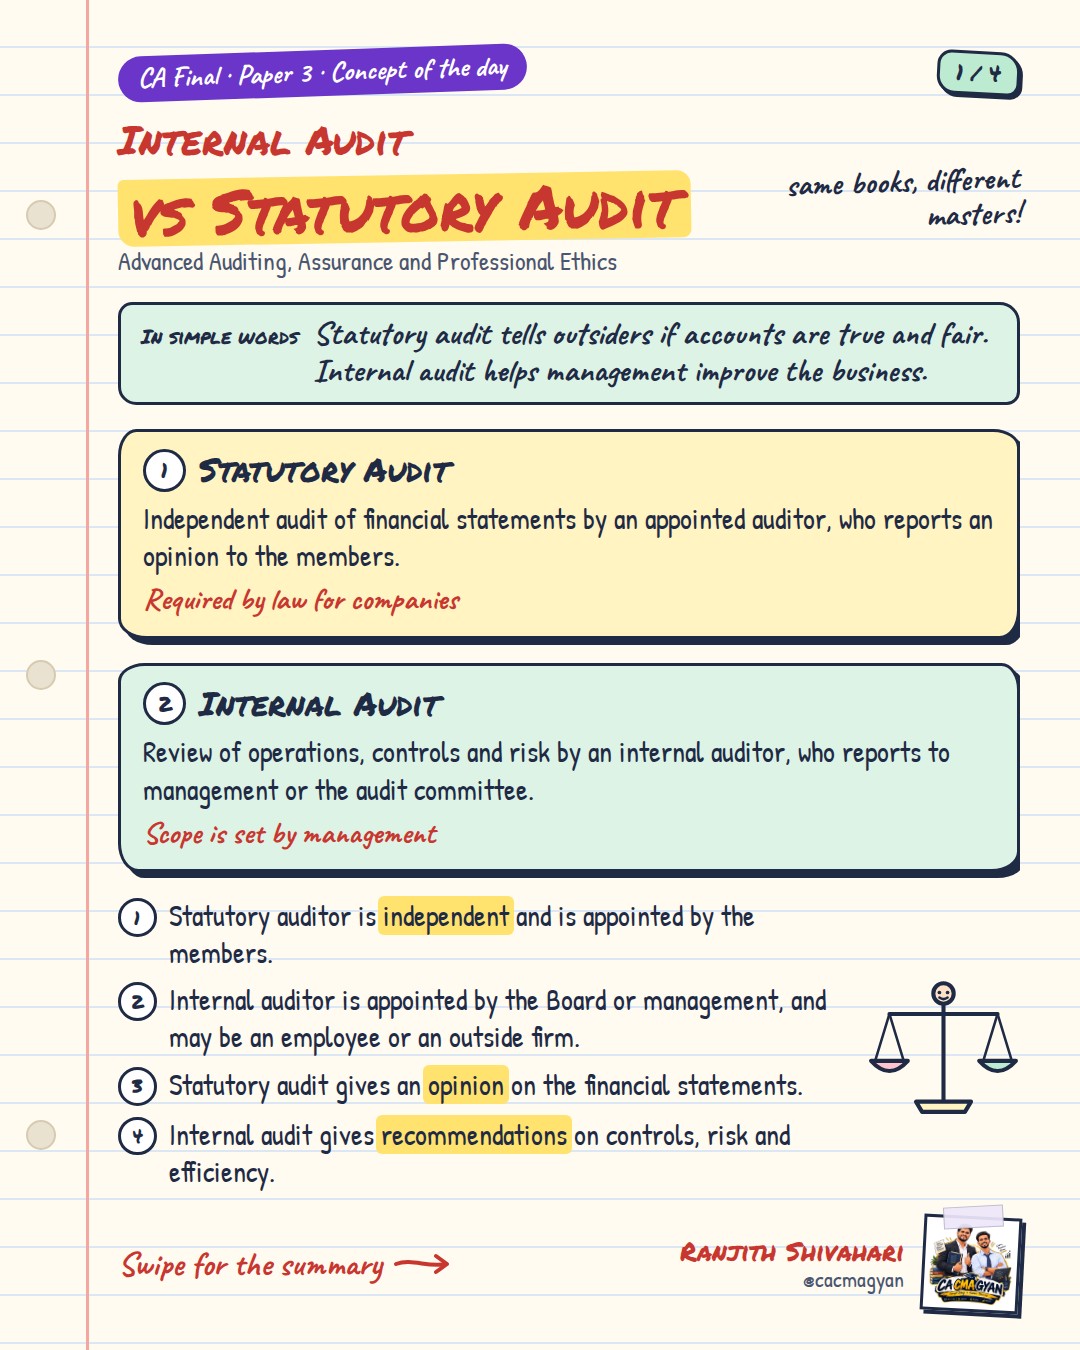 CA Final · Paper 3 · Concept of the day
1 / 4
Internal Audit
vs Statutory Audit
same books, different
masters!
Advanced Auditing, Assurance and Professional Ethics
In simple words Statutory audit tells outsiders if accounts are true and fair.
Internal audit helps management improve the business.
1 Statutory Audit
Independent audit of financial statements by an appointed auditor, who reports an
opinion to the members.
Required by law for companies
2 Internal Audit
Review of operations, controls and risk by an internal auditor, who reports to
management or the audit committee.
Scope is set by management
1 Statutory auditor is independent and is appointed by the
members.
2 Internal auditor is appointed by the Board or management, and
may be an employee or an outside firm.
3 Statutory audit gives an opinion on the financial statements.
4 Internal audit gives recommendations on controls, risk and
efficiency.
Swipe for the summary
Ranjith Shivahari
@cacmagyan
CA CMA GYAN